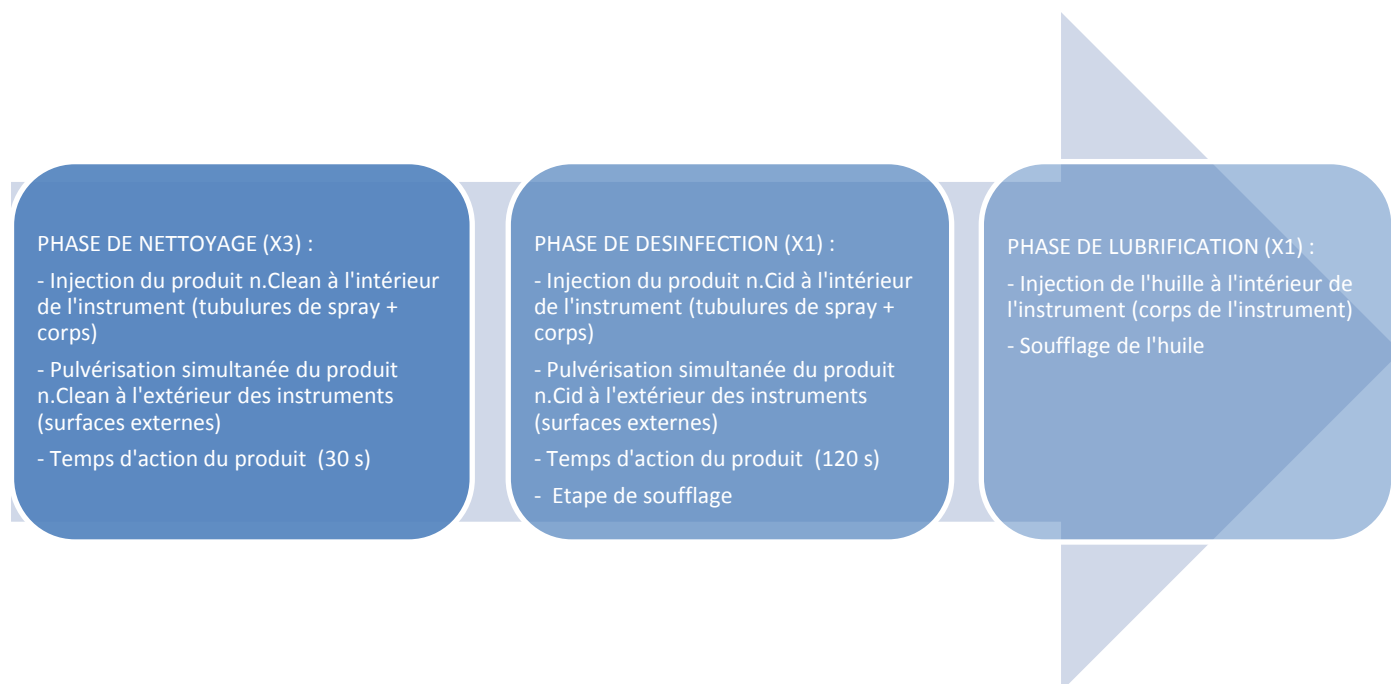 PHASE DE NETTOYAGE (X3) :
- Injection du produit n.Clean à l'intérieur
de l'instrument (tubulures de spray +
corps)
- Pulvérisation simultanée du produit
n.Clean à l'extérieur des instruments
(surfaces externes)
- Temps d'action du produit  (30 s)
PHASE DE DESINFECTION (X1) :
- Injection du produit n.Cid à l'intérieur
de l'instrument (tubulures de spray +
corps)
- Pulvérisation simultanée du produit
n.Cid à l'extérieur des instruments
(surfaces externes)
- Temps d'action du produit  (120 s)
-  Etape de soufflage
PHASE DE LUBRIFICATION (X1) :
- Injection de l'huille à l'intérieur de
l'instrument (corps de l'instrument)
- Soufflage de l'huile